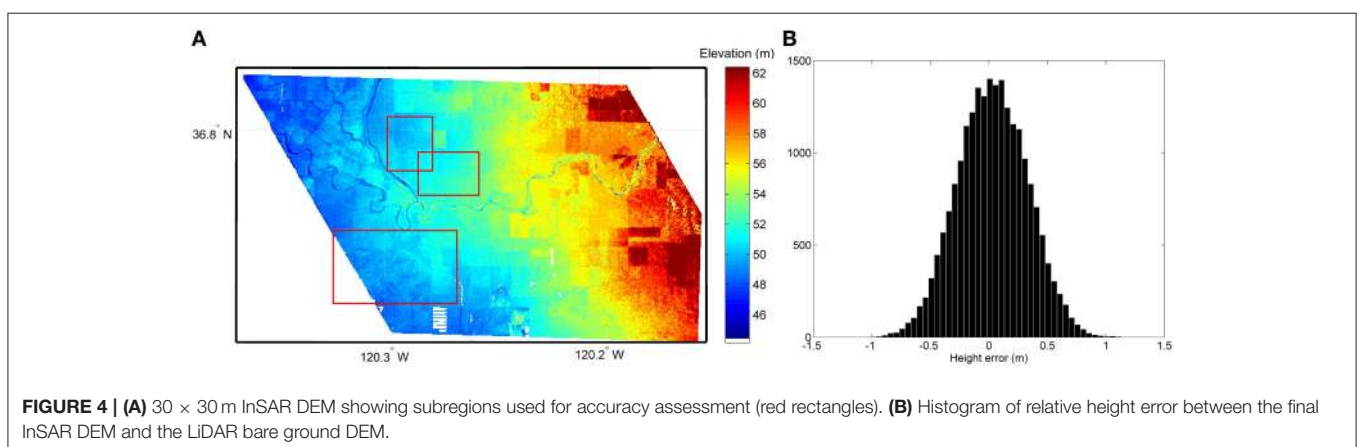 A
B
Elevation (m)
62
60
58
56
54
52
50
48
46
36.8° N
120.3° W
120.2° W
1500
1000
500
0
-1.5
-1
-0.5
0
0.5
1
1.5
Height error (m)
FIGURE 4 | (A) 30 × 30 m InSAR DEM showing subregions used for accuracy assessment (red rectangles). (B) Histogram of relative height error between the final
InSAR DEM and the LiDAR bare ground DEM.